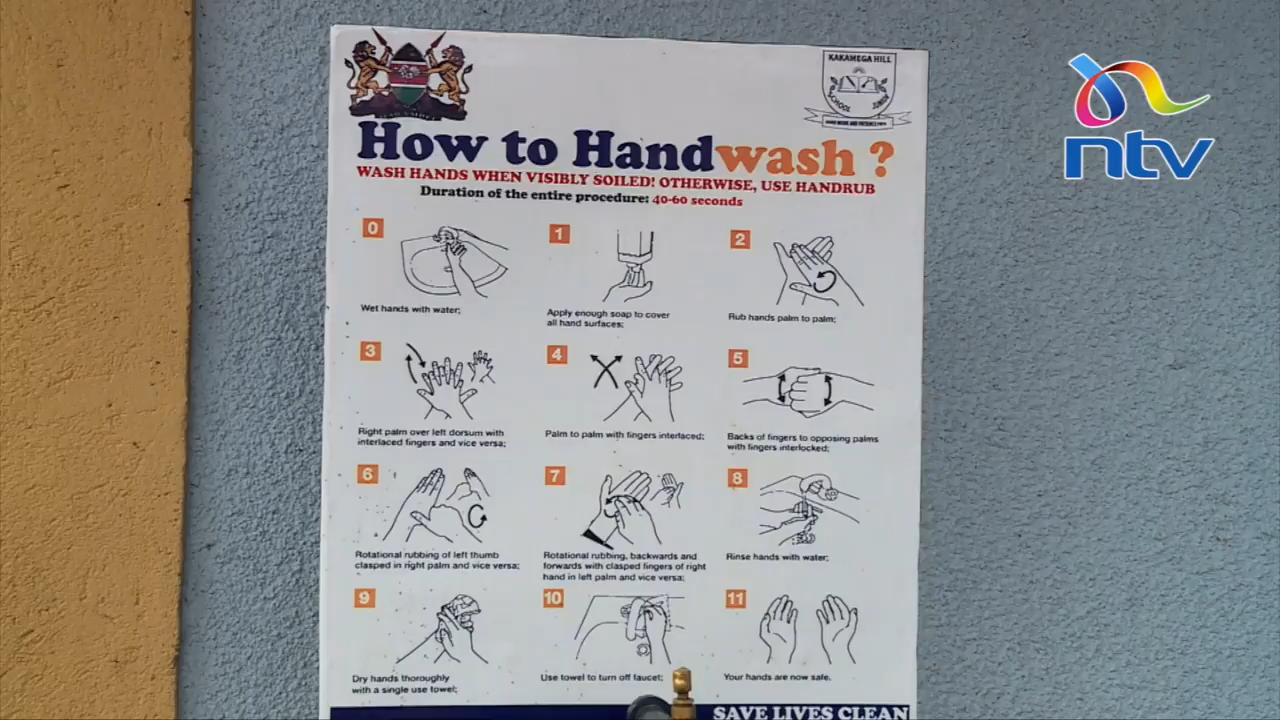 KAKAMEGA HILL
SCHOOL JUNIOR
ntv
How to Handwash ?
WASH HANDS WHEN VISIBLY SOILED! OTHERWISE, USE HANDRUB
Duration of the entire procedure: 40-60 seconds
0
Wet hands with water;
1
Apply enough soap to cover
all hand surfaces;
2
Rub hands palm to palm;
3
Right palm over left dorsum with
interlaced fingers and vice versa;
4
Palm to palm with fingers interlaced;
5
Backs of fingers to opposing palms
with fingers interlocked;
6
Rotational rubbing of left thumb
clasped in right palm and vice versa;
7
Rotational rubbing, backwards and
forwards with clasped fingers of right
hand in left palm and vice versa;
8
Rinse hands with water;
9
Dry hands thoroughly
with a single use towel;
10
Use towel to turn off faucet;
11
Your hands are now safe.
SAVE LIVES CLEAN